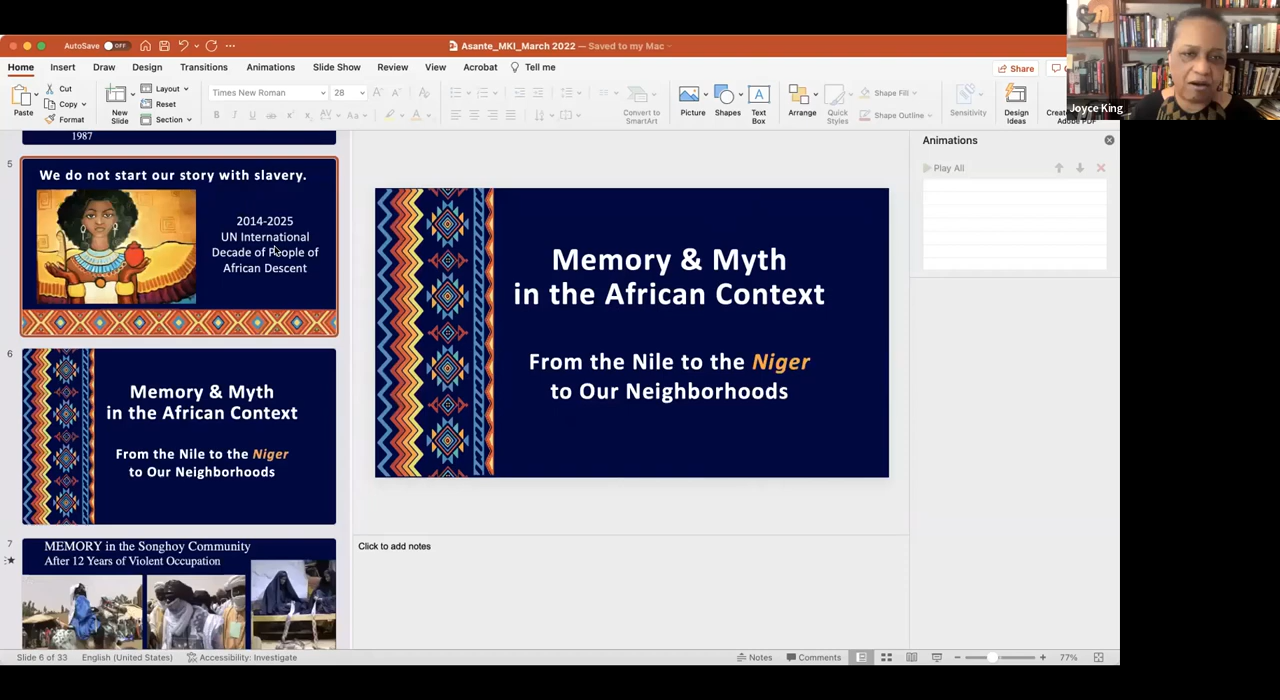 AutoSave OFF
Asante_MKI_March 2022 — Saved to my Mac
Home Insert Draw Design Transitions Animations Slide Show Review View Acrobat Tell me
Share
Paste
Cut
Copy
Format
New Slide
Layout
Reset
Section
Times New Roman 28
Convert to SmartArt
Picture
Shapes
Text Box
Arrange
Quick Styles
Shape Fill
Shape Outline
Sensitivity
Design Ideas
Adobe PDF
Joyce King
1987
5
We do not start our story with slavery.
2014-2025
UN International
Decade of People of
African Descent
6
Memory & Myth
in the African Context
From the Nile to the Niger
to Our Neighborhoods
7
MEMORY in the Songhoy Community
After 12 Years of Violent Occupation
Memory & Myth
in the African Context
From the Nile to the Niger
to Our Neighborhoods
Click to add notes
Animations
Play All
Slide 6 of 33 English (United States) Accessibility: Investigate
Notes Comments 77%